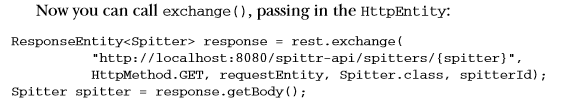 Now you can call exchange(), passing in the HttpEntity:
ResponseEntity<Spitter> response = rest.exchange(
"http://localhost:8080/spittr-api/spitters/{spitter}",
HttpMethod.GET, requestEntity, Spitter.class, spitterId);
Spitter spitter = response.getBody();